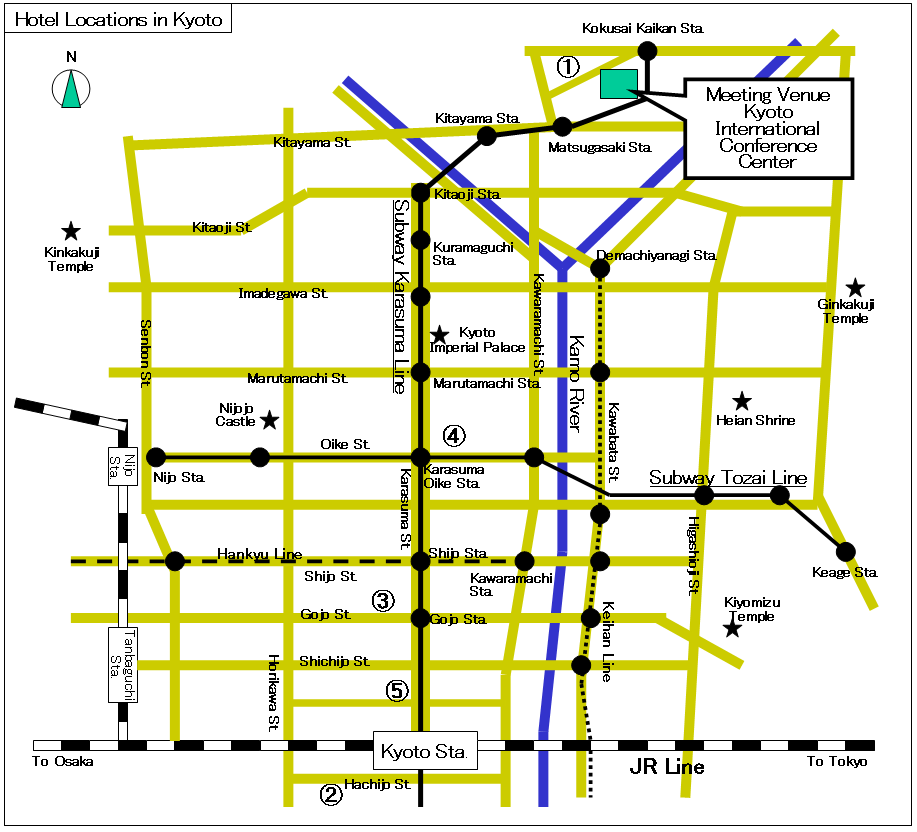 Hotel Locations in Kyoto
N
Kokusai Kaikan Sta.
①
Meeting Venue
Kyoto
International
Conference
Center
Kitayama Sta.
Kitayama St.
Matsugasaki Sta.
Kitaoji Sta.
Kitaoji St.
Kinkakuji
Temple
Subway Karasuma Line
Kuramaguchi
Sta.
Demachiyanagi Sta.
Imadegawa St.
Kawaramachi St.
Ginkakuji
Temple
Senbon St.
Kyoto
Imperial Palace
Kamo River
Marutamachi St.
Marutamachi Sta.
Nijojo
Castle
Heian Shrine
Kawabata St.
④
Oike St.
Nijo
Sta.
Nijo Sta.
Karasuma
Oike Sta.
Subway Tozai Line
Karasuma St.
Higashioji St.
Hankyu Line
Shijo Sta.
Shijo St.
Kawaramachi
Sta.
Keage Sta.
③
Gojo St.
Gojo Sta.
Kiyomizu
Temple
Keihan Line
Tanbaguchi
Sta.
Shichijo St.
Horikawa St.
⑤
Kyoto Sta.
To Osaka
JR Line
To Tokyo
Hachijo St.
②